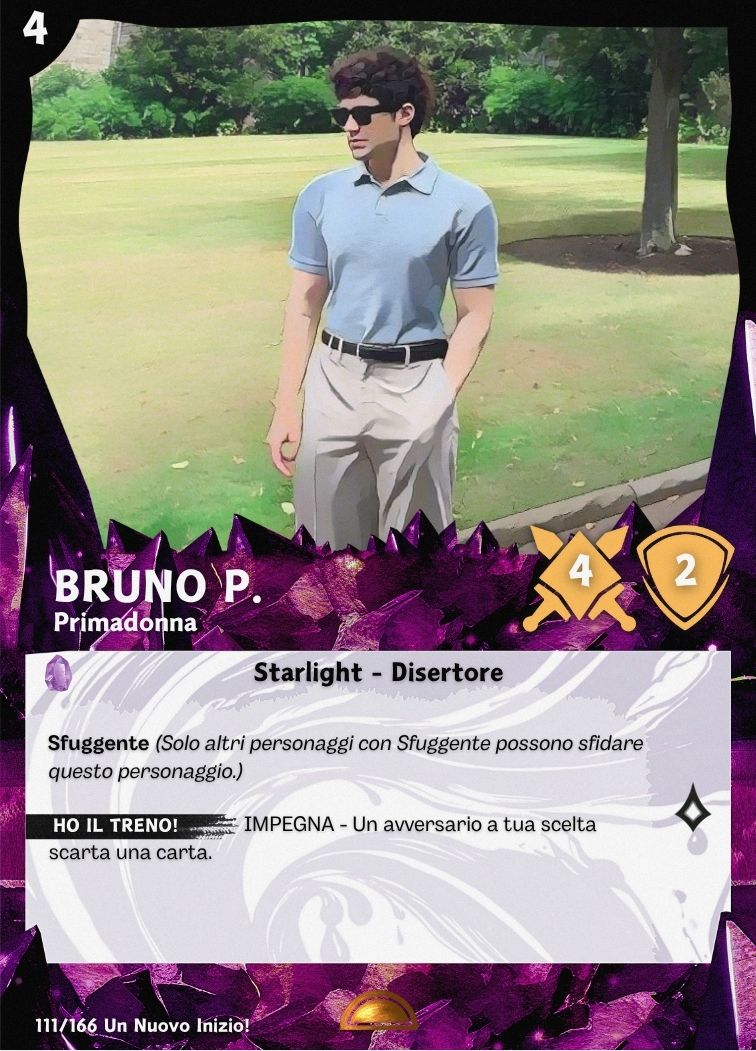 4
BRUNO P.
Primadonna
4
2
Starlight - Disertore
Sfuggente (Solo altri personaggi con Sfuggente possono sfidare
questo personaggio.)
HO IL TRENO! IMPEGNA - Un avversario a tua scelta
scarta una carta.
111/166 Un Nuovo Inizio!